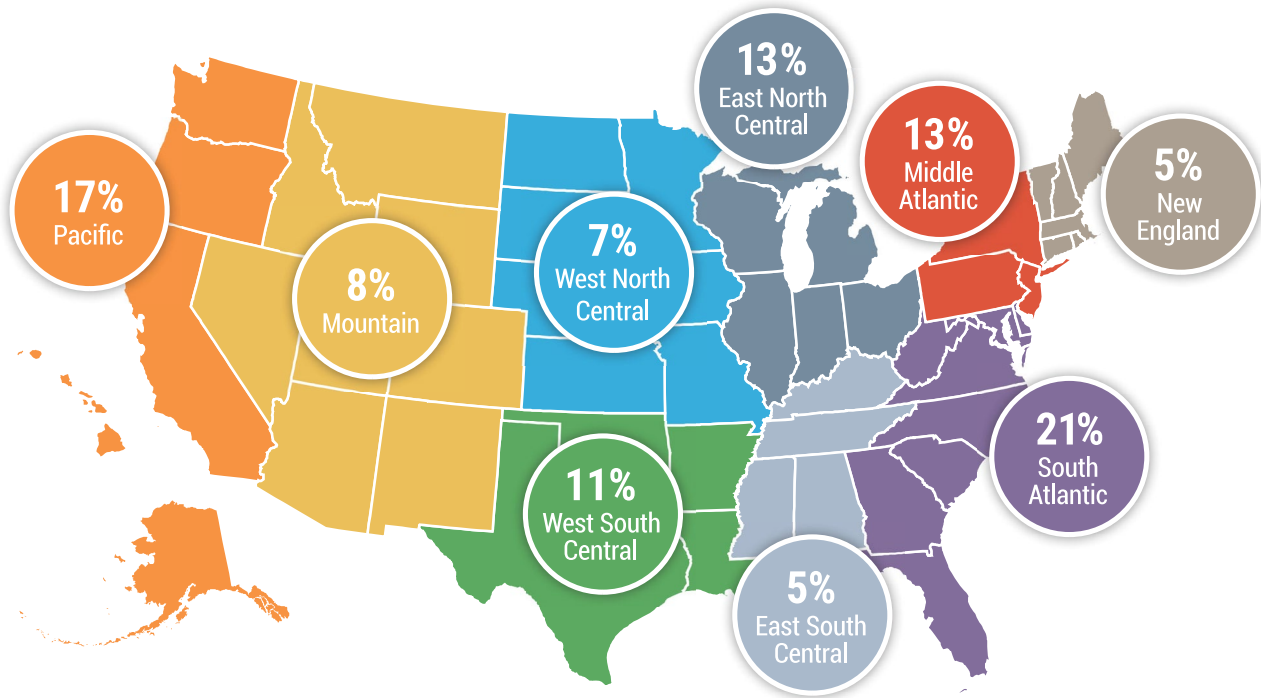 13%
East North
Central
13%
Middle
Atlantic
5%
New
England
17%
Pacific
8%
Mountain
7%
West North
Central
21%
South
Atlantic
11%
West South
Central
5%
East South
Central